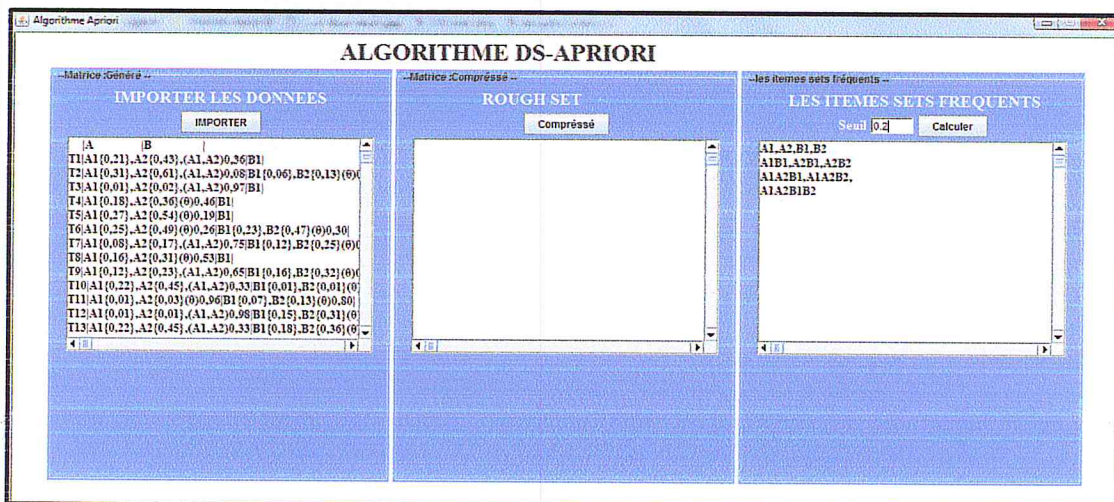 Algorithme Apriori
ALGORITHME DS-APRIORI
--Matrice :Généré --
IMPORTER LES DONNEES
IMPORTER
|A |B |
T1|A1{0,21},A2{0,43},(A1,A2)0,36|B1|
T2|A1{0,31},A2{0,61},(A1,A2)0,08|B1{0,06},B2{0,13}(θ)0
T3|A1{0,01},A2{0,02},(A1,A2)0,97|B1|
T4|A1{0,18},A2{0,36}(θ)0,46|B1|
T5|A1{0,27},A2{0,54}(θ)0,19|B1|
T6|A1{0,25},A2{0,49}(θ)0,26|B1{0,23},B2{0,47}(θ)0,30|
T7|A1{0,08},A2{0,17},(A1,A2)0,75|B1{0,12},B2{0,25}(θ)0
T8|A1{0,16},A2{0,31}(θ)0,53|B1|
T9|A1{0,12},A2{0,23},(A1,A2)0,65|B1{0,16},B2{0,32}(θ)0
T10|A1{0,22},A2{0,45},(A1,A2)0,33|B1{0,01},B2{0,01}(θ)
T11|A1{0,01},A2{0,03}(θ)0,96|B1{0,07},B2{0,13}(θ)0,80|
T12|A1{0,01},A2{0,01},(A1,A2)0,98|B1{0,15},B2{0,31}(θ)
T13|A1{0,22},A2{0,45},(A1,A2)0,33|B1{0,18},B2{0,36}(θ)
--Matrice :Compréssé --
ROUGH SET
Compréssé
--les itemes sets fréquents --
LES ITEMES SETS FREQUENTS
Seuil 0.2 Calculer
A1,A2,B1,B2
A1B1,A2B1,A2B2
A1A2B1,A1A2B2,
A1A2B1B2